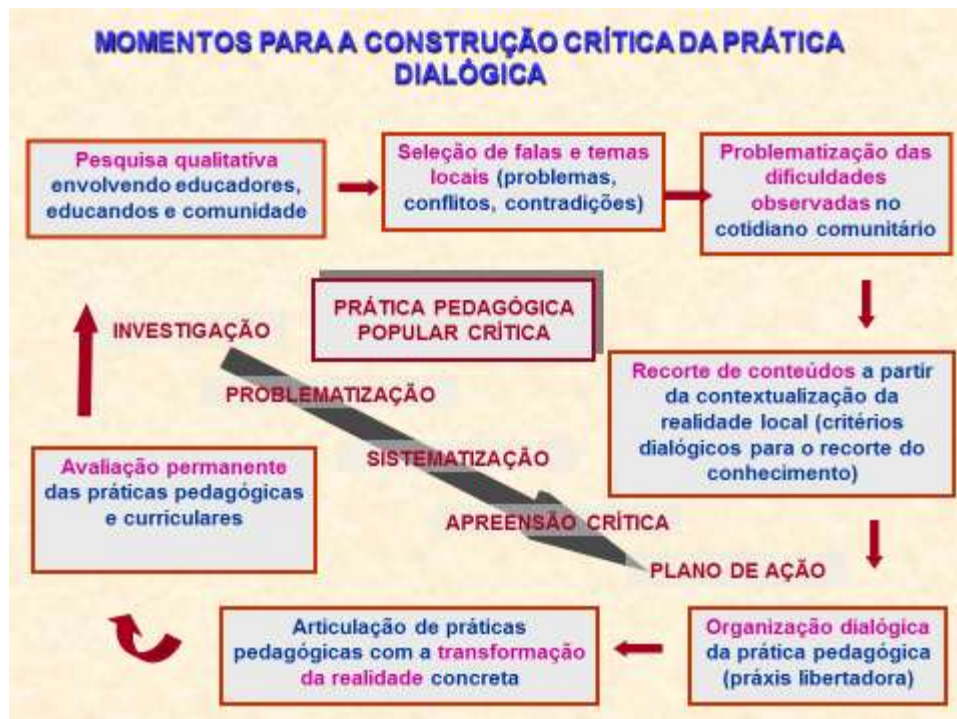 MOMENTOS PARA A CONSTRUÇÃO CRÍTICA DA PRÁTICA
DIALÓGICA
Pesquisa qualitativa
envolvendo educadores,
educandos e comunidade
Seleção de falas e temas
locais (problemas,
conflitos, contradições)
Problematização das
dificuldades
observadas no
cotidiano comunitário
PRÁTICA PEDAGÓGICA
POPULAR CRÍTICA
INVESTIGAÇÃO
PROBLEMATIZAÇÃO
SISTEMATIZAÇÃO
APREENSÃO CRÍTICA
PLANO DE AÇÃO
Recorte de conteúdos a partir
da contextualização da
realidade local (critérios
dialógicos para o recorte do
conhecimento)
Organização dialógica
da prática pedagógica
(práxis libertadora)
Articulação de práticas
pedagógicas com a transformação
da realidade concreta
Avaliação permanente
das práticas pedagógicas
e curriculares